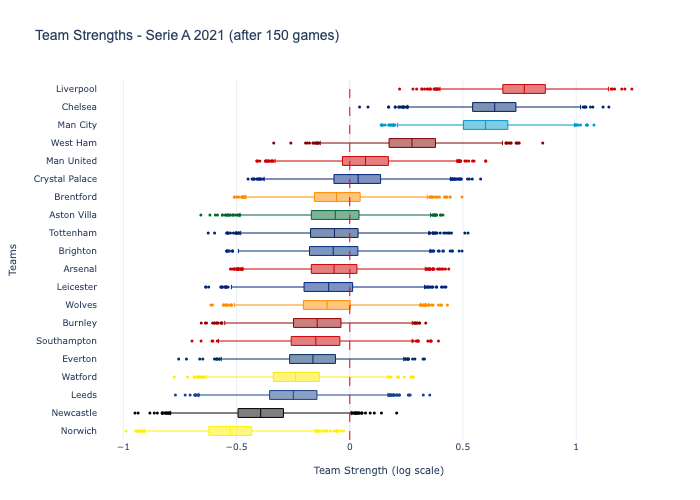 Team Strengths - Serie A 2021 (after 150 games)
Liverpool
Chelsea
Man City
West Ham
Man United
Crystal Palace
Brentford
Aston Villa
Tottenham
Brighton
Arsenal
Leicester
Wolves
Burnley
Southampton
Everton
Watford
Leeds
Newcastle
Norwich
Teams
−1
−0.5
0
0.5
1
Team Strength (log scale)